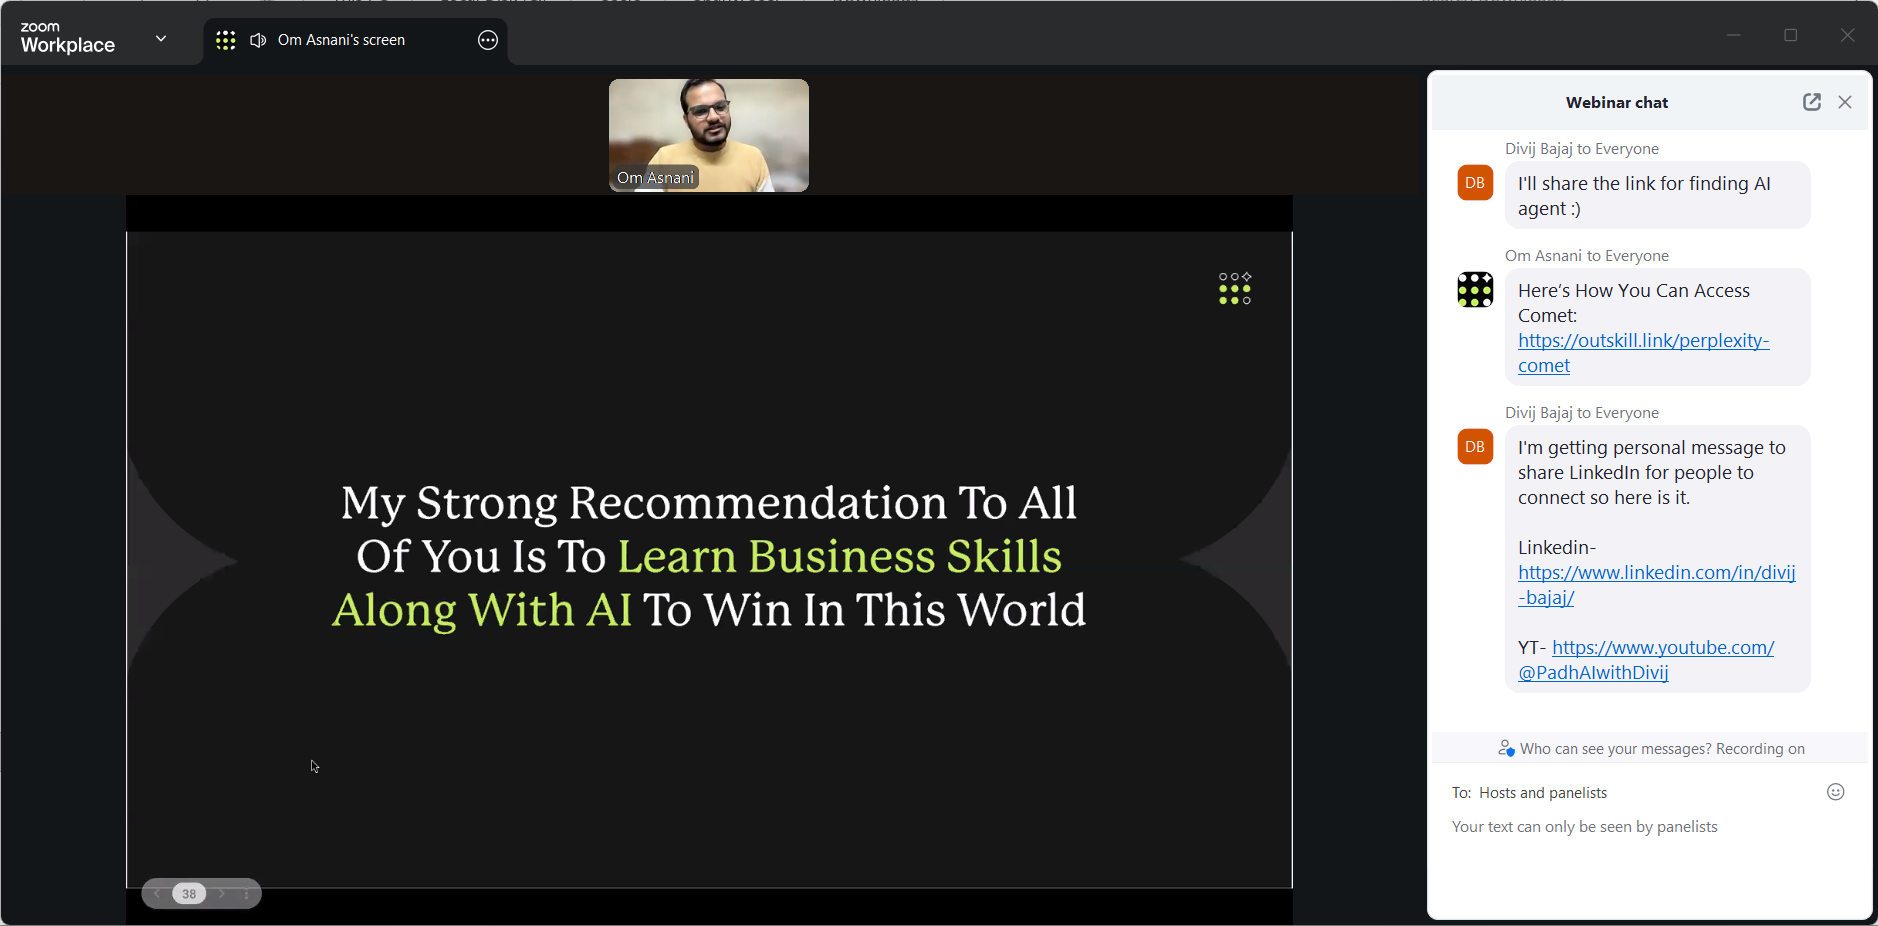 zoom
Workplace
Om Asnani's screen
Om Asnani
My Strong Recommendation To All
Of You Is To Learn Business Skills
Along With AI To Win In This World
38
Webinar chat
Divij Bajaj to Everyone
DB
I'll share the link for finding AI
agent :)
Om Asnani to Everyone
Here’s How You Can Access
Comet:
https://outskill.link/perplexity-
comet
Divij Bajaj to Everyone
DB
I'm getting personal message to
share LinkedIn for people to
connect so here is it.
Linkedin-
https://www.linkedin.com/in/divij
-bajaj/
YT- https://www.youtube.com/
@PadhAIwithDivij
Who can see your messages? Recording on
To: Hosts and panelists
Your text can only be seen by panelists